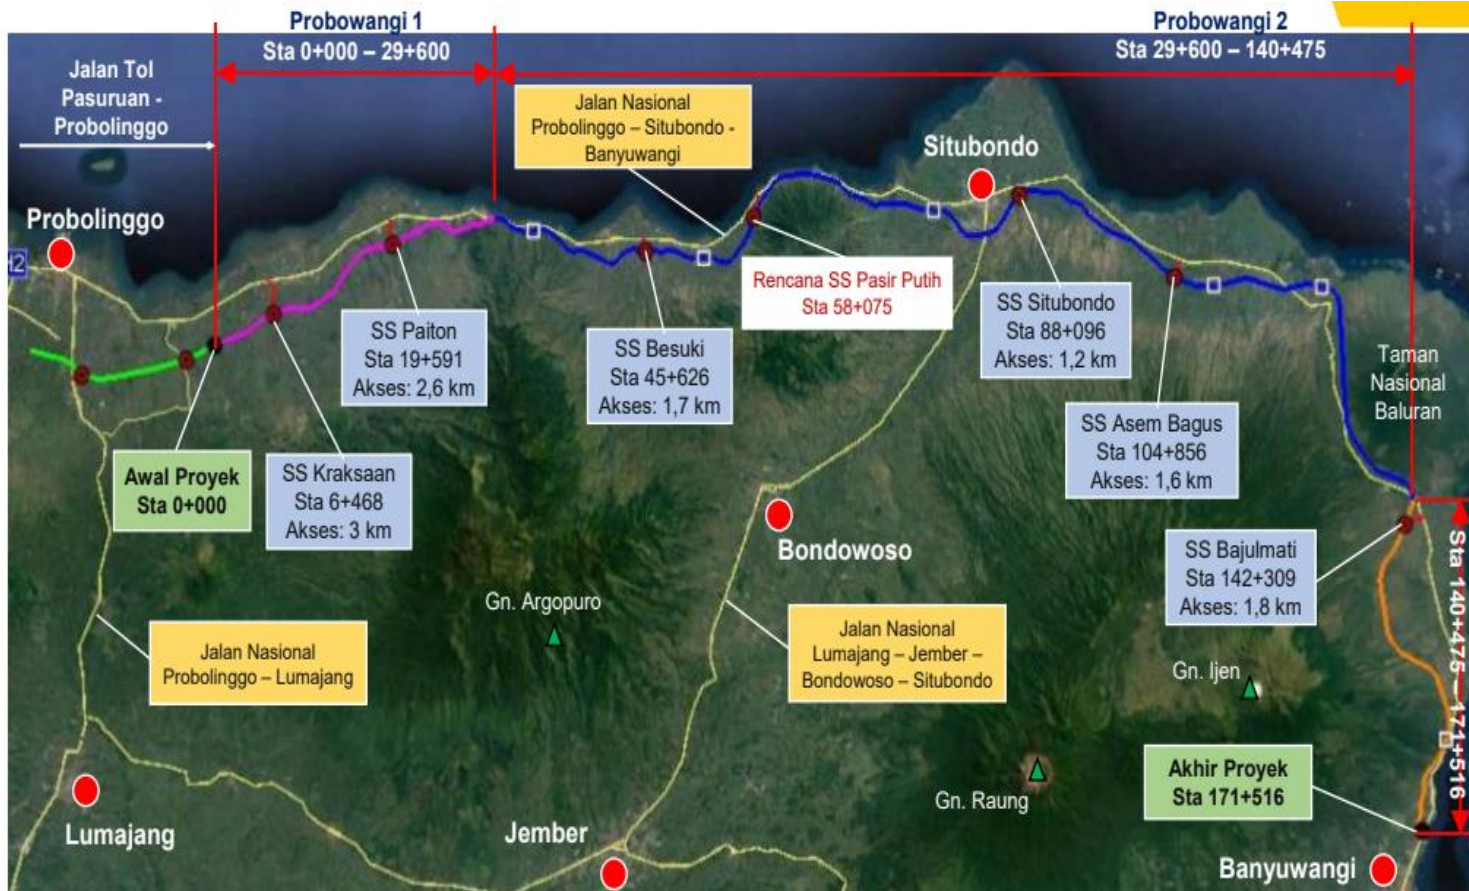 Probowangi 1
Sta 0+000 – 29+600
Probowangi 2
Sta 29+600 – 140+475
Jalan Tol
Pasuruan -
Probolinggo
Jalan Nasional
Probolinggo – Situbondo -
Banyuwangi
Situbondo
Probolinggo
Rencana SS Pasir Putih
Sta 58+075
SS Paiton
Sta 19+591
Akses: 2,6 km
SS Besuki
Sta 45+626
Akses: 1,7 km
SS Situbondo
Sta 88+096
Akses: 1,2 km
Taman
Nasional
Baluran
SS Asem Bagus
Sta 104+856
Akses: 1,6 km
Awal Proyek
Sta 0+000
SS Kraksaan
Sta 6+468
Akses: 3 km
Bondowoso
SS Bajulmati
Sta 142+309
Akses: 1,8 km
Sta 140+475 – 171+516
Gn. Argopuro
Jalan Nasional
Probolinggo – Lumajang
Jalan Nasional
Lumajang – Jember –
Bondowoso – Situbondo
Gn. Ijen
Gn. Raung
Akhir Proyek
Sta 171+516
Lumajang
Jember
Banyuwangi